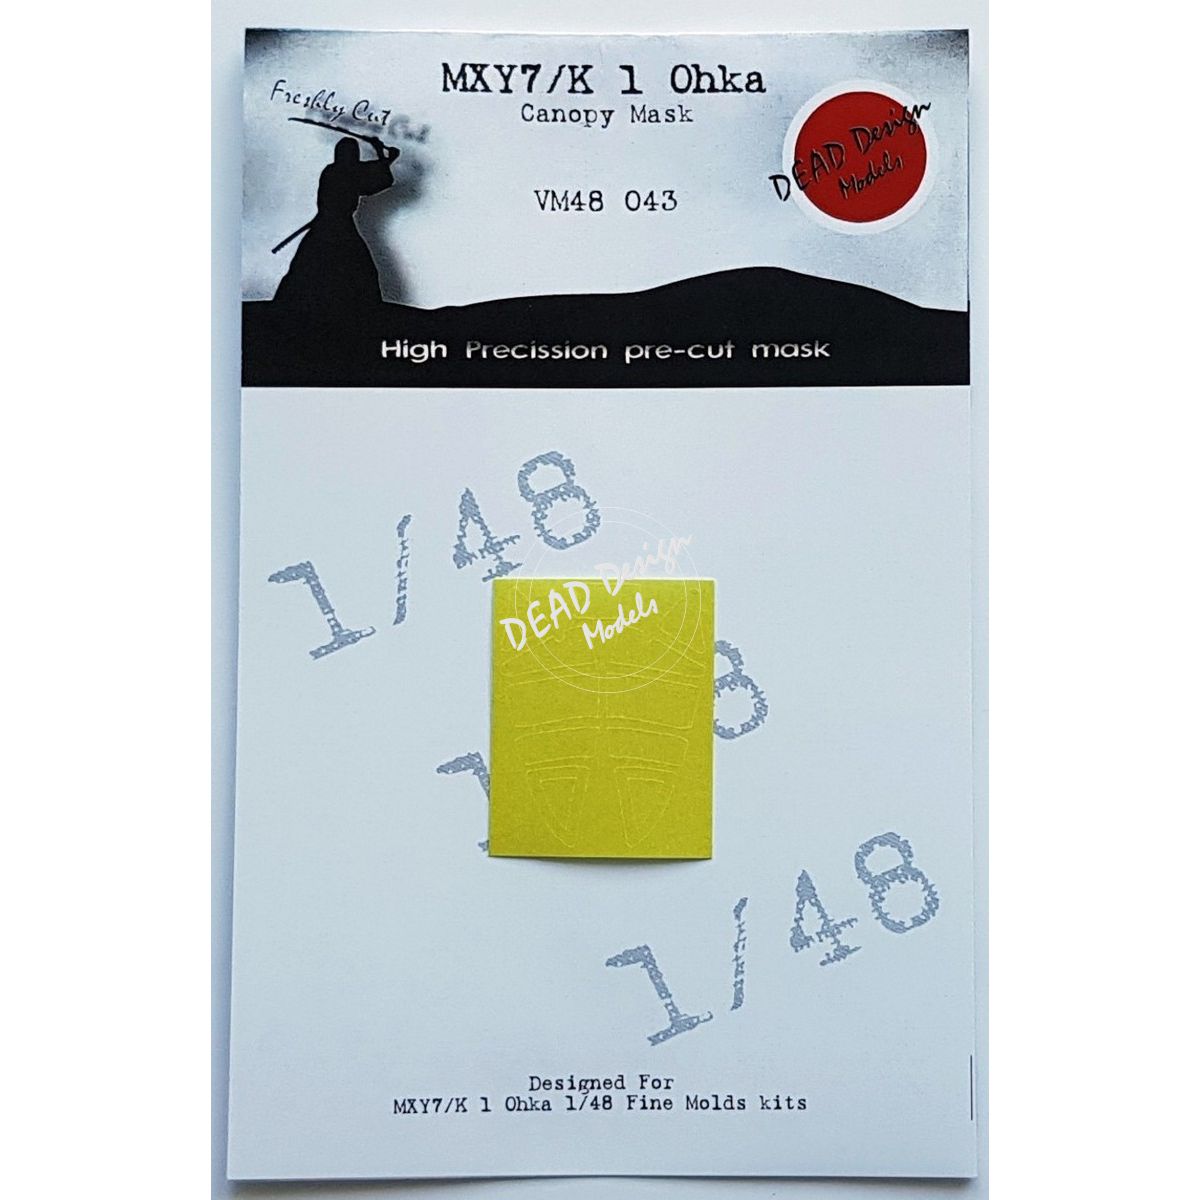 MXY7/K 1 Ohka
Canopy Mask
Freshly Cut
DEAD Design
Models
VM48 043
High Precission pre-cut mask
1/48
DEAD Design
Models
1 8
1/48
Designed For
MXY7/K 1 Ohka 1/48 Fine Molds kits